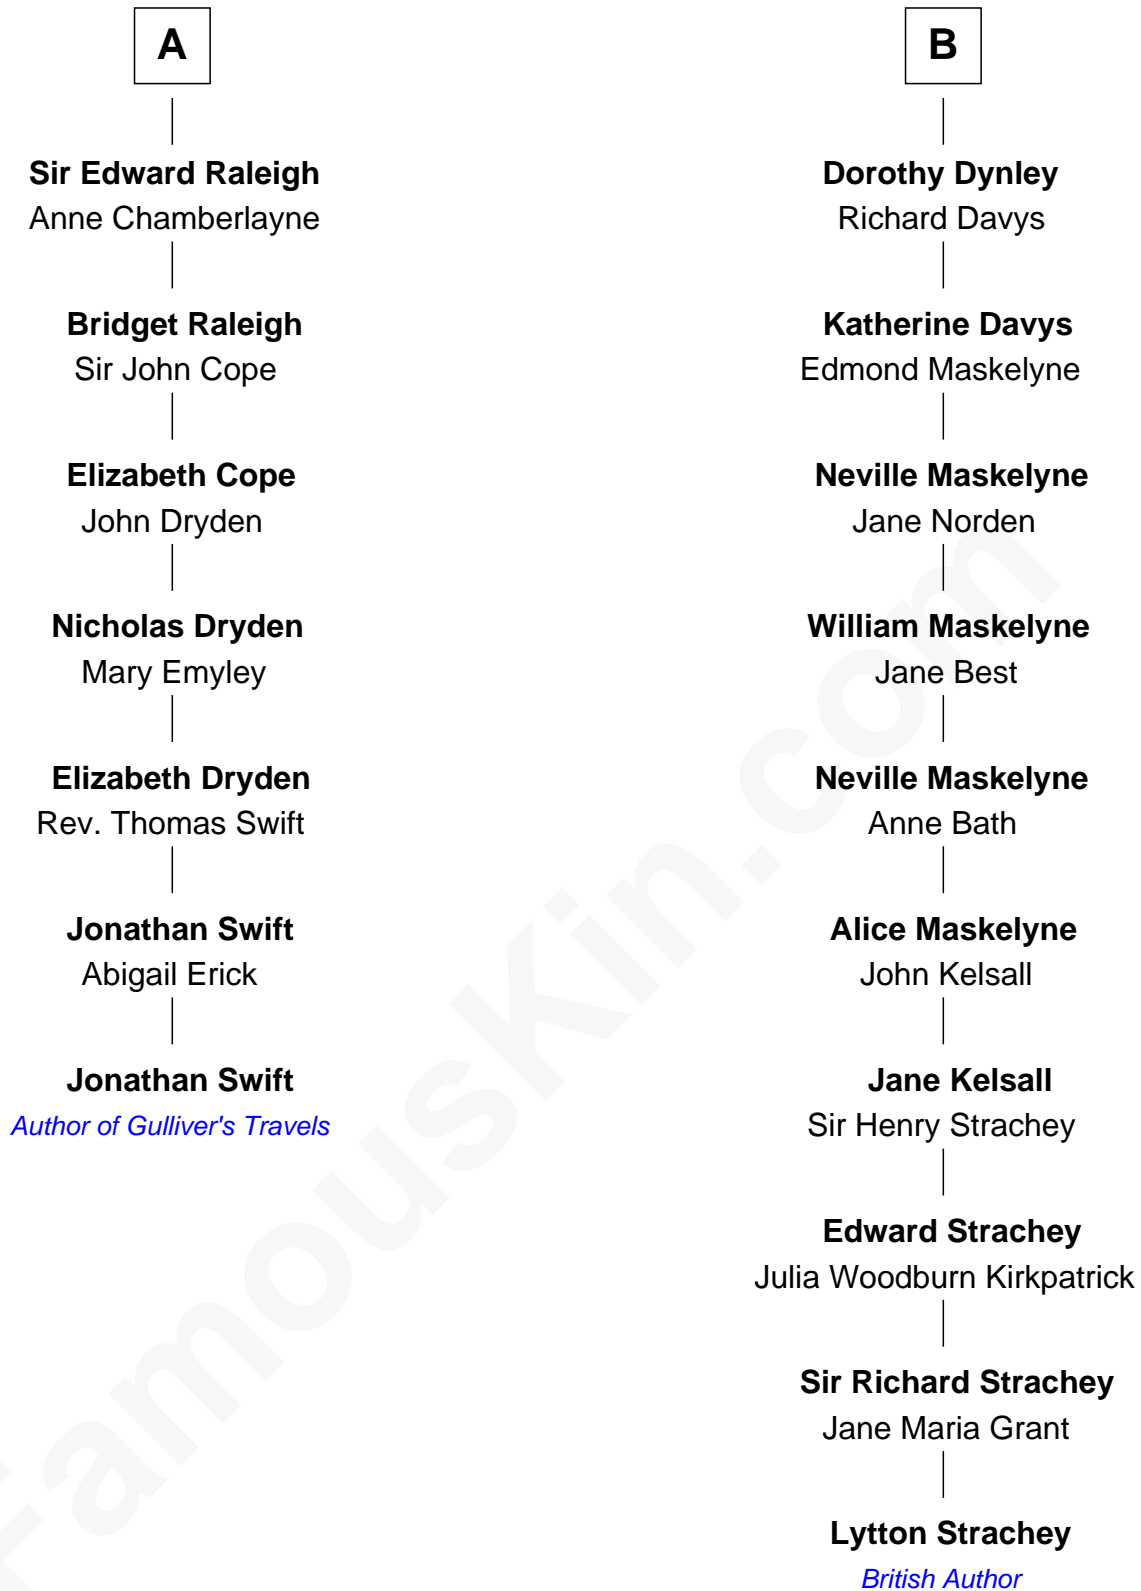 A
Sir Edward Raleigh
Anne Chamberlayne
Bridget Raleigh
Sir John Cope
Elizabeth Cope
John Dryden
Nicholas Dryden
Mary Emyley
Elizabeth Dryden
Rev. Thomas Swift
Jonathan Swift
Abigail Erick
Jonathan Swift
Author of Gulliver's Travels
B
Dorothy Dynley
Richard Davys
Katherine Davys
Edmond Maskelyne
Neville Maskelyne
Jane Norden
William Maskelyne
Jane Best
Neville Maskelyne
Anne Bath
Alice Maskelyne
John Kelsall
Jane Kelsall
Sir Henry Strachey
Edward Strachey
Julia Woodburn Kirkpatrick
Sir Richard Strachey
Jane Maria Grant
Lytton Strachey
British Author
FamousKin.com